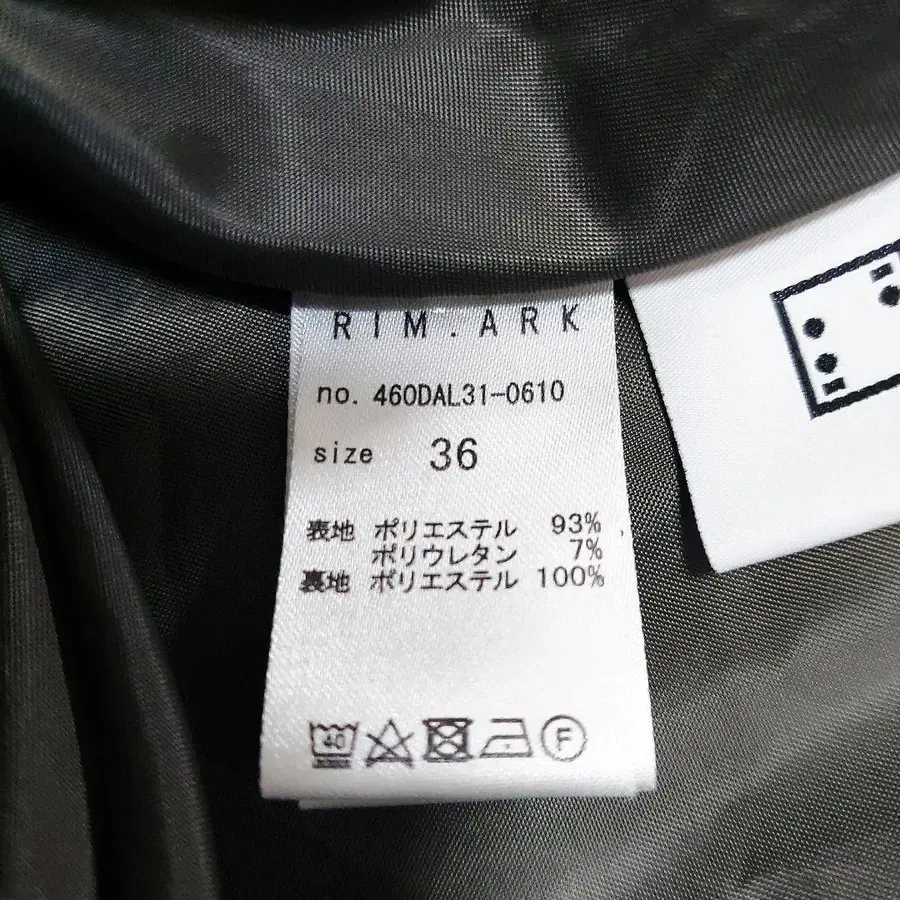 RIM.ARK
no. 460DAL31-0610
size 36
表地 ポリエステル 93%
ポリウレタン 7%
裏地 ポリエステル 100%
40 F